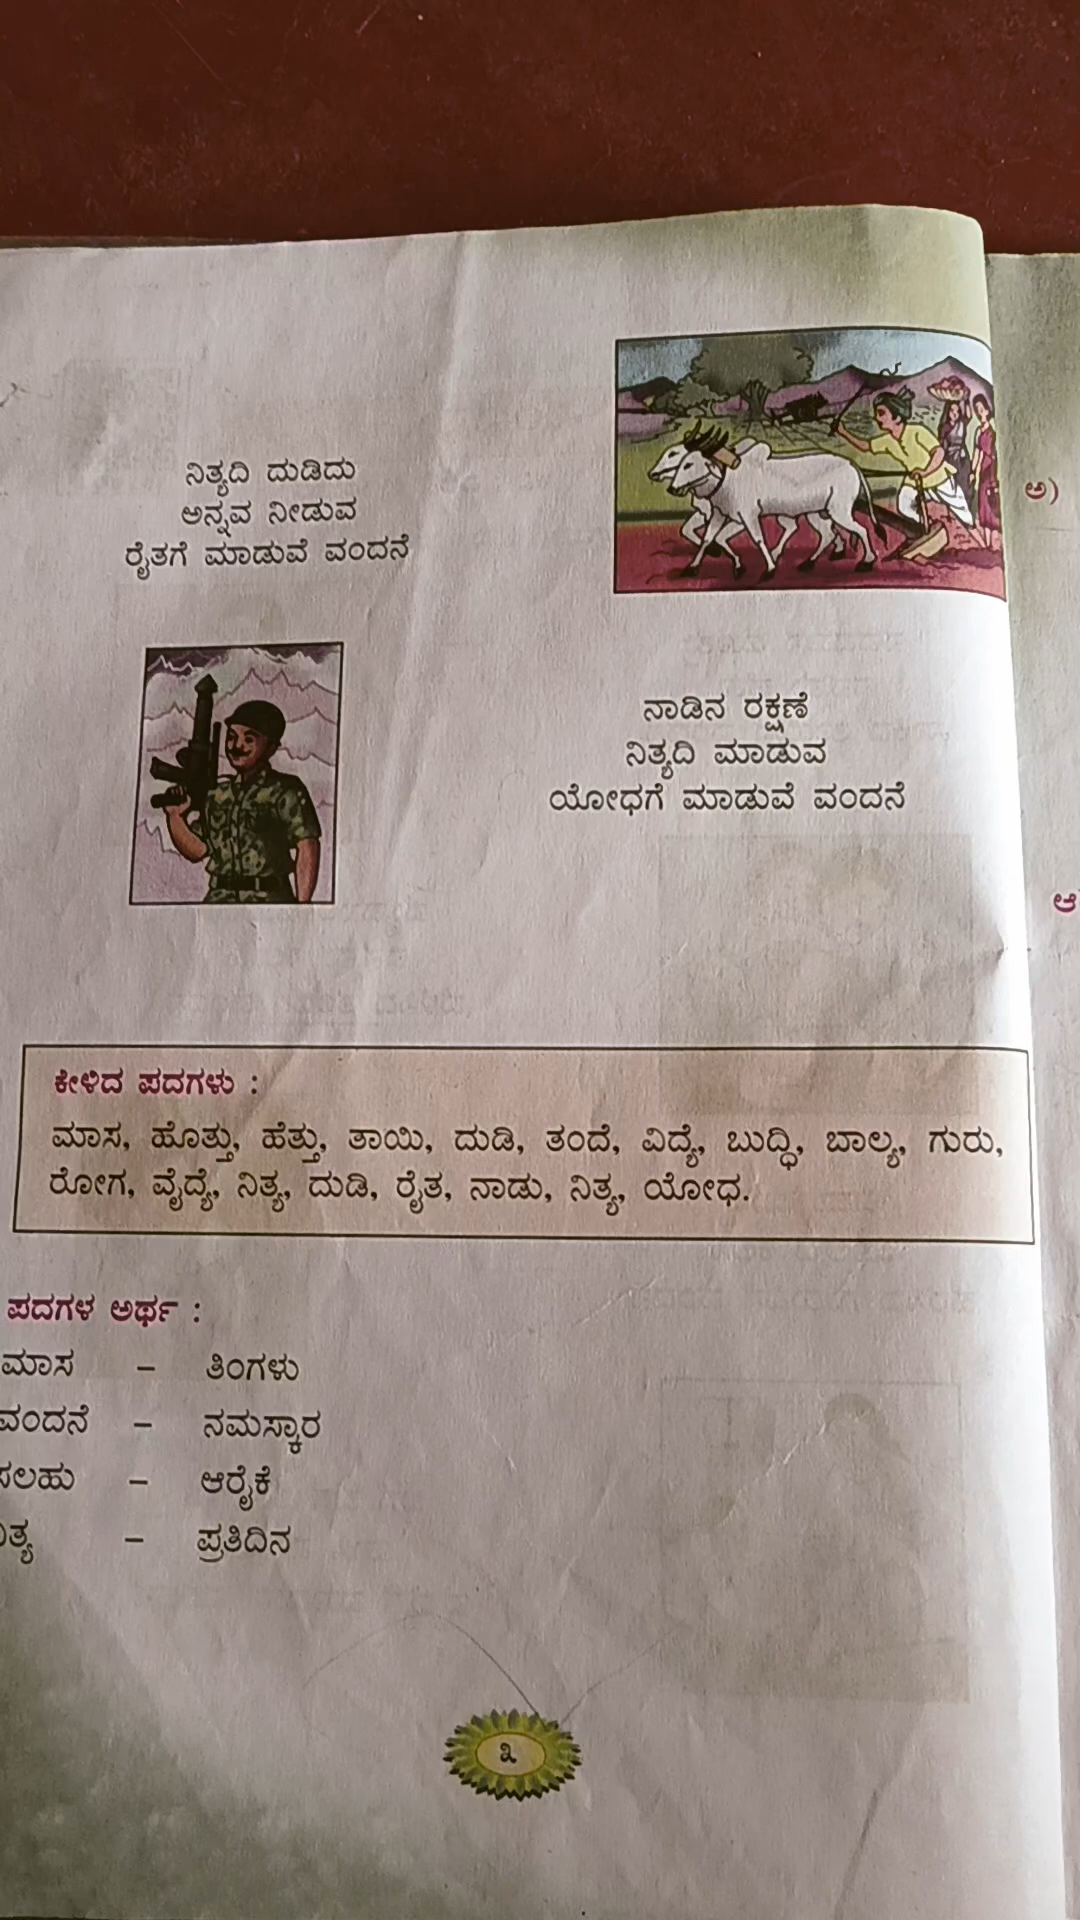 ನಿತ್ಯದಿ ದುಡಿದು
ಅನ್ನವ ನೀಡುವ
ರೈತಗೆ ಮಾಡುವೆ ವಂದನೆ
ನಾಡಿನ ರಕ್ಷಣೆ
ನಿತ್ಯದಿ ಮಾಡುವ
ಯೋಧಗೆ ಮಾಡುವೆ ವಂದನೆ
ಕೇಳಿದ ಪದಗಳು :
ಮಾಸ, ಹೊತ್ತು, ಹೆತ್ತು, ತಾಯಿ, ದುಡಿ, ತಂದೆ, ವಿದ್ಯೆ, ಬುದ್ಧಿ, ಬಾಲ್ಯ, ಗುರು,
ರೋಗ, ವೈದ್ಯೆ, ನಿತ್ಯ, ದುಡಿ, ರೈತ, ನಾಡು, ನಿತ್ಯ, ಯೋಧ.
ಪದಗಳ ಅರ್ಥ :
ಮಾಸ – ತಿಂಗಳು
ವಂದನೆ – ನಮಸ್ಕಾರ
ಸಲಹು – ಆರೈಕೆ
– ಪ್ರತಿದಿನ
೩
ಅ)